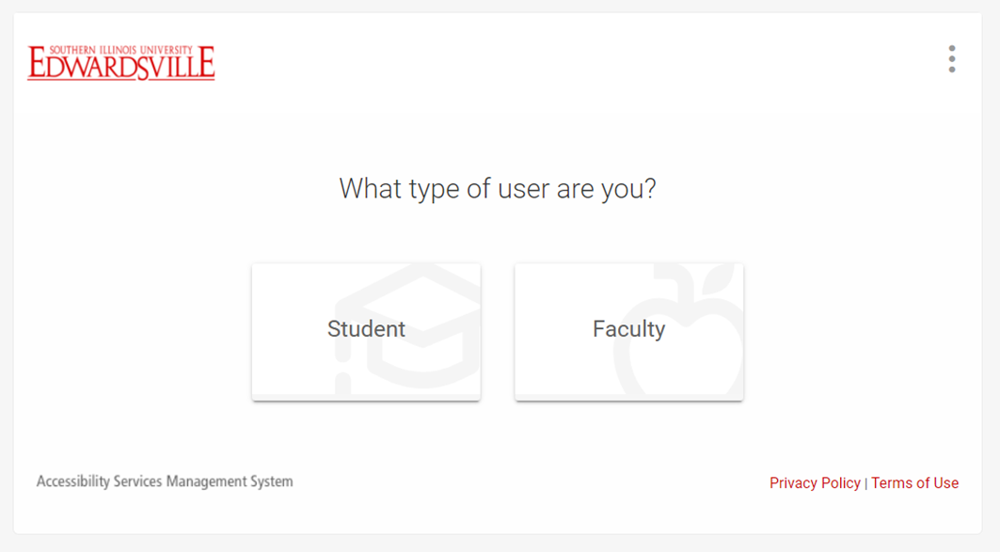 SOUTHERN ILLINOIS UNIVERSITY
EDWARDSVILLE
What type of user are you?
Student
Faculty
Accessibility Services Management System
Privacy Policy | Terms of Use